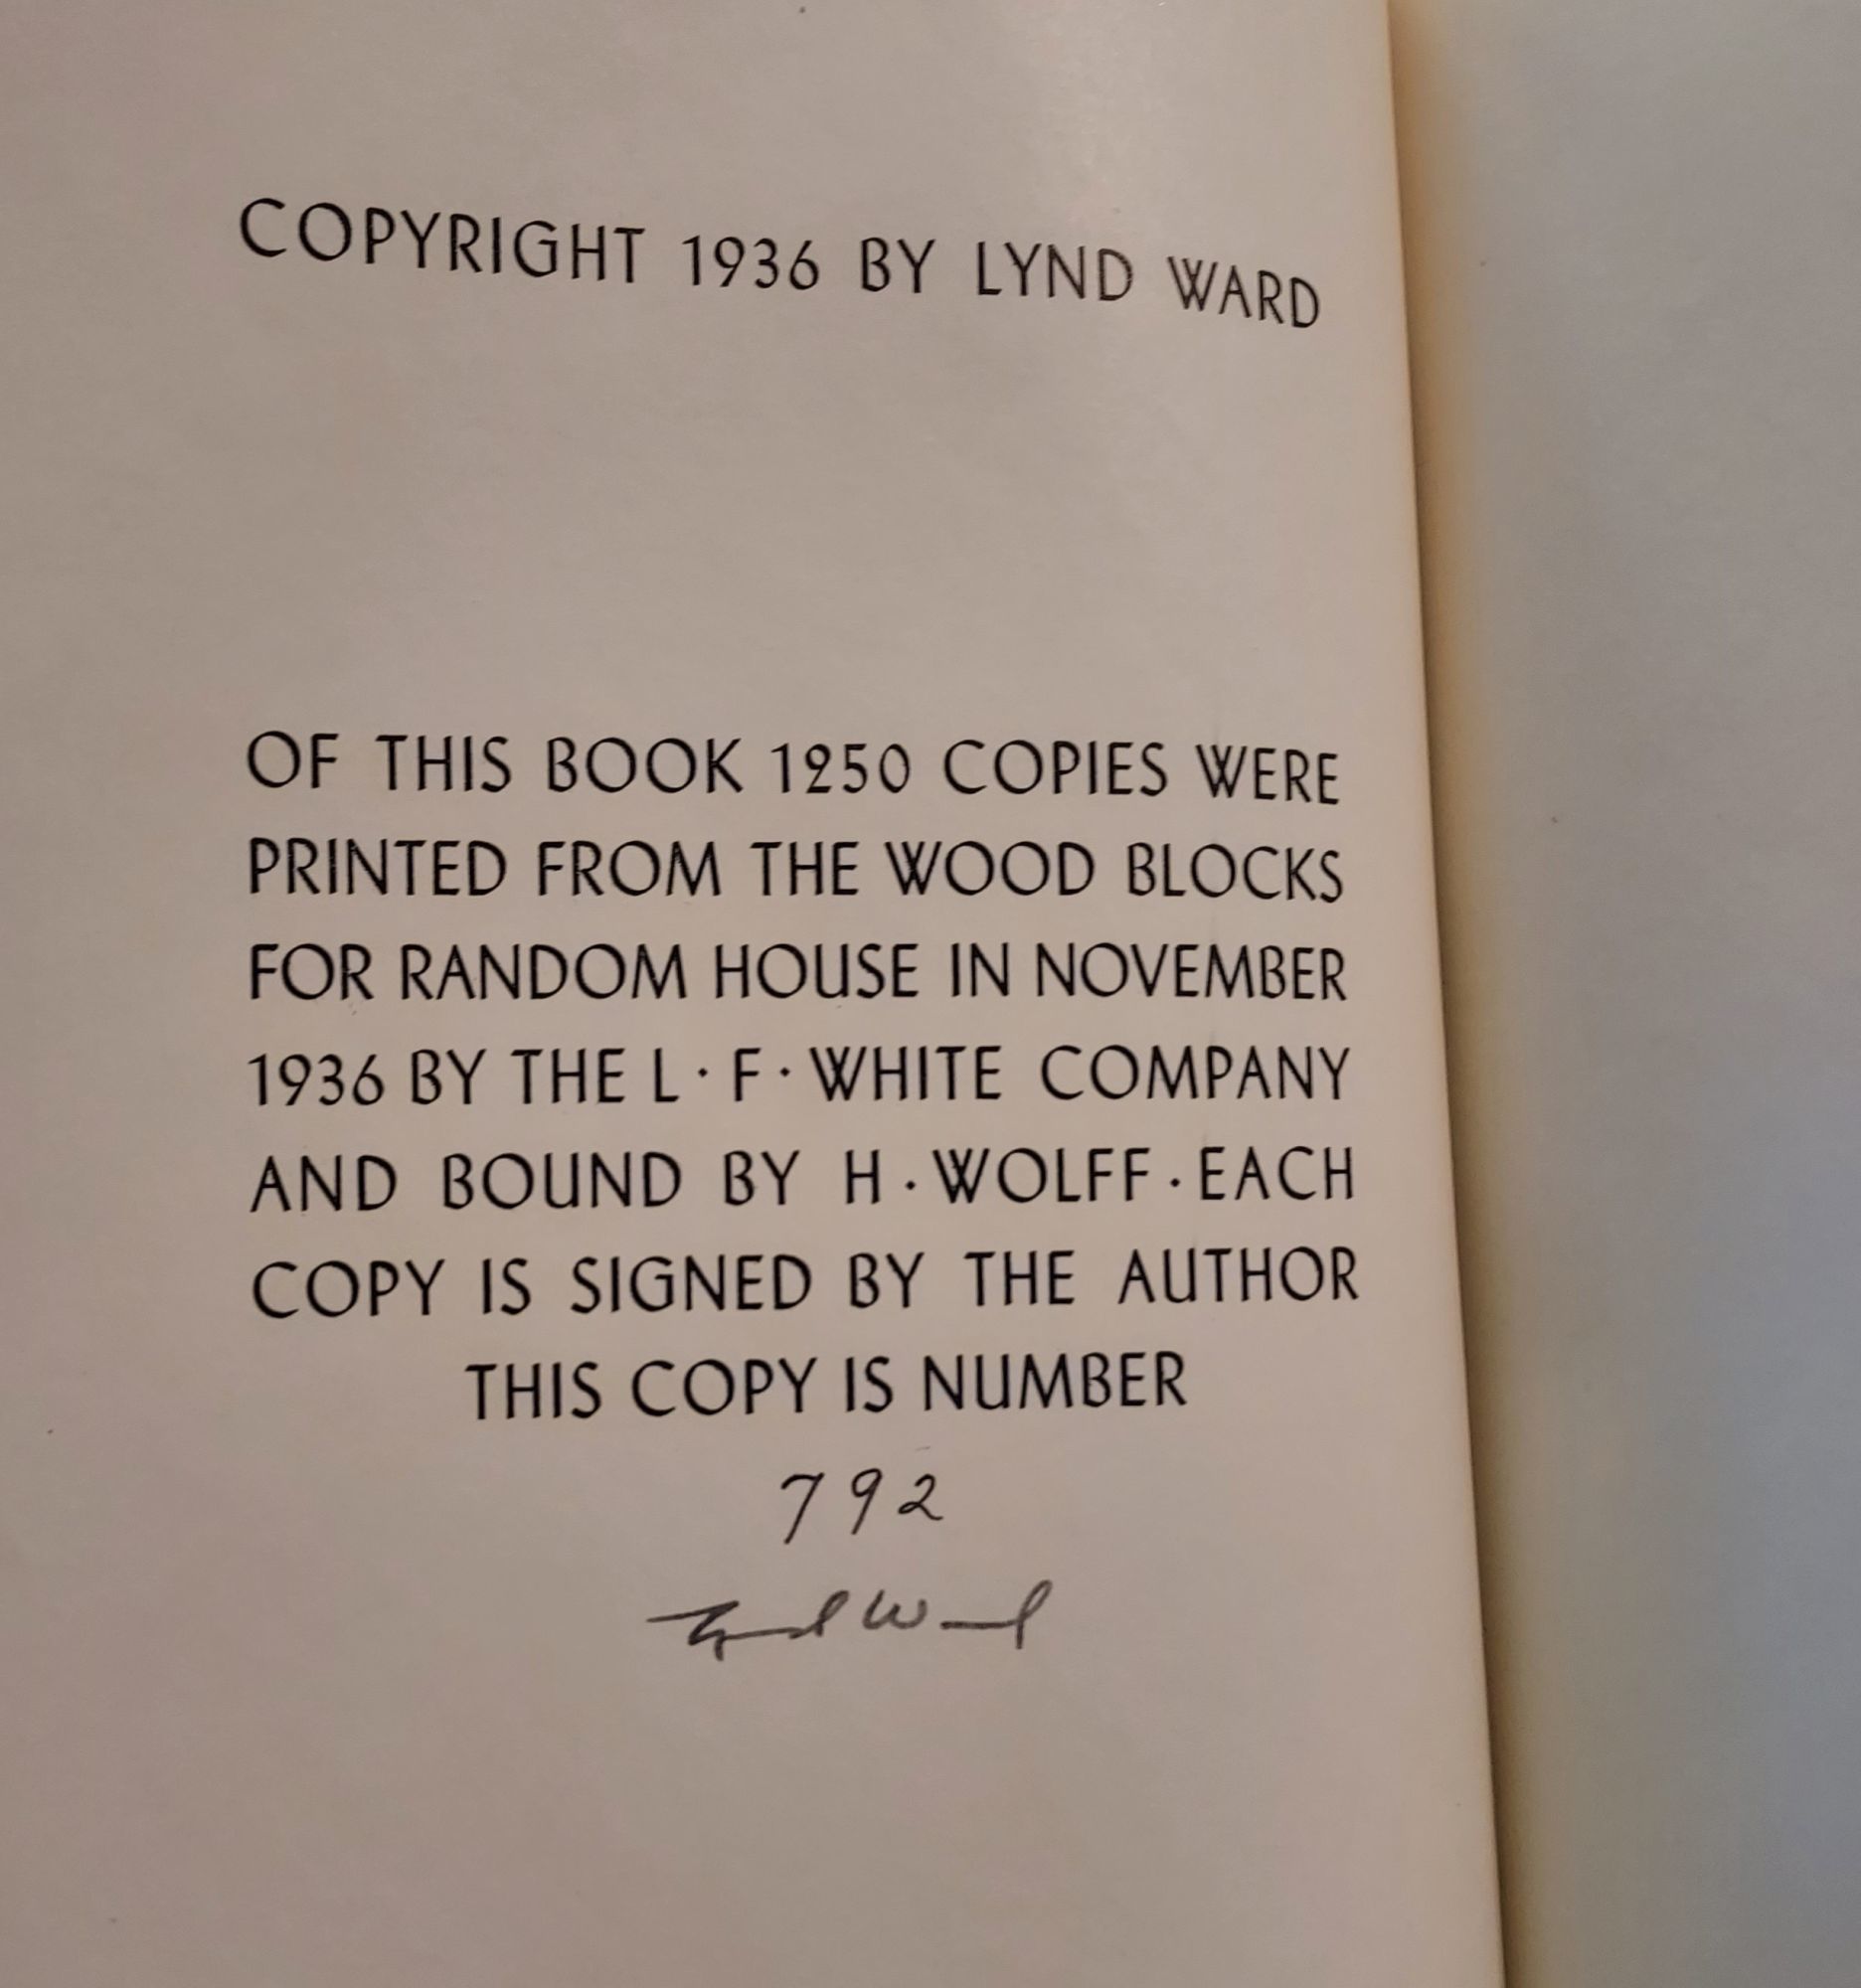 COPYRIGHT 1936 BY LYND WARD
OF THIS BOOK 1250 COPIES WERE
PRINTED FROM THE WOOD BLOCKS
FOR RANDOM HOUSE IN NOVEMBER
1936 BY THE L · F · WHITE COMPANY
AND BOUND BY H · WOLFF · EACH
COPY IS SIGNED BY THE AUTHOR
THIS COPY IS NUMBER
792
Lynd Ward